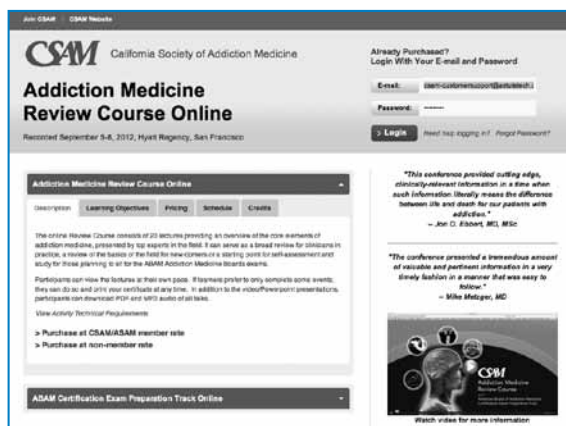 Join CSAM
CSAM Website
CSAM California Society of Addiction Medicine
Addiction Medicine
Review Course Online
Recorded September 5-8, 2012, Hyatt Regency, San Francisco
Already Purchased?
Login With Your E-mail and Password
E-mail:
Password: ••••••••
> Login Need help logging in? Forgot Password?
Addiction Medicine Review Course Online
Description Learning Objectives Pricing Schedule Credits
The online Review Course consists of 23 lectures providing an overview of the core elements
of addiction medicine, presented by top experts in the field. It can serve as a broad review for clinicians in
practice, a review of the basics of the field for newcomers or a starting point for self-assessment and
study for those planning to sit for the ABAM Addiction Medicine Boards exams.
Participants can view the lectures at their own pace. If learners prefer to only complete some events,
they can do so and print your certificate at any time. In addition to the video/Powerpoint presentations,
participants can download PDF and MP3 audio of all talks.
View Activity Technical Requirements
> Purchase at CSAM/ASAM member rate
> Purchase at non-member rate
ABAM Certification Exam Preparation Track Online
"This conference provided cutting edge,
clinically-relevant information in a time when
such information literally means the difference
between life and death for our patients with
addiction."
– Jon O. Ebbert, MD, MSc
"The conference presented a tremendous amount
of valuable and pertinent information in a very
timely fashion in a manner that was easy to
follow."
– Mike Metzger, MD
CSAM
Addiction Medicine
Review Course
Watch video for more information